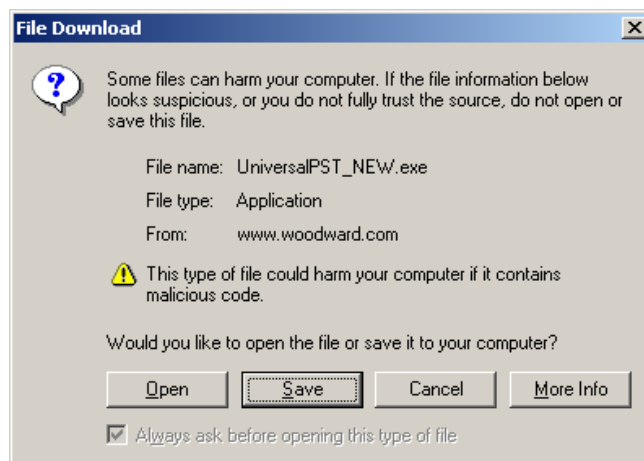 File Download
Some files can harm your computer. If the file information below
looks suspicious, or you do not fully trust the source, do not open or
save this file.
File name: UniversalPST_NEW.exe
File type: Application
From: www.woodward.com
This type of file could harm your computer if it contains
malicious code.
Would you like to open the file or save it to your computer?
Open Save Cancel More Info
Always ask before opening this type of file